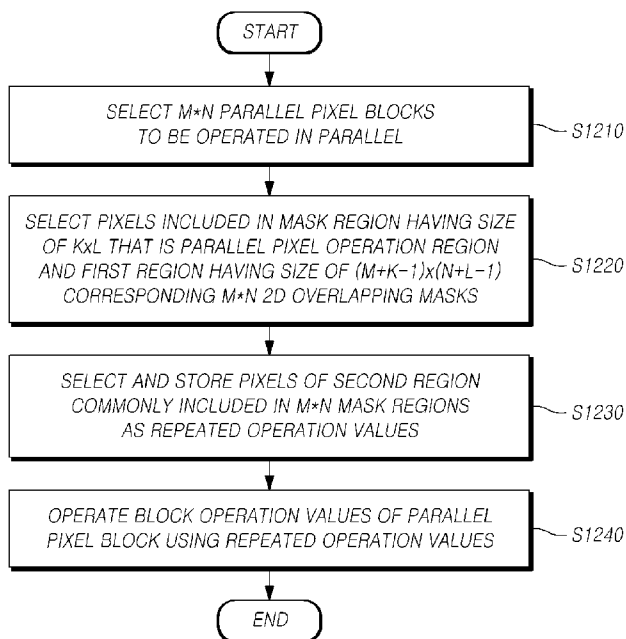 START
SELECT M*N PARALLEL PIXEL BLOCKS
TO BE OPERATED IN PARALLEL
S1210
SELECT PIXELS INCLUDED IN MASK REGION HAVING SIZE
OF KxL THAT IS PARALLEL PIXEL OPERATION REGION
AND FIRST REGION HAVING SIZE OF (M+K-1)x(N+L-1)
CORRESPONDING M*N 2D OVERLAPPING MASKS
S1220
SELECT AND STORE PIXELS OF SECOND REGION
COMMONLY INCLUDED IN M*N MASK REGIONS
AS REPEATED OPERATION VALUES
S1230
OPERATE BLOCK OPERATION VALUES OF PARALLEL
PIXEL BLOCK USING REPEATED OPERATION VALUES
S1240
END